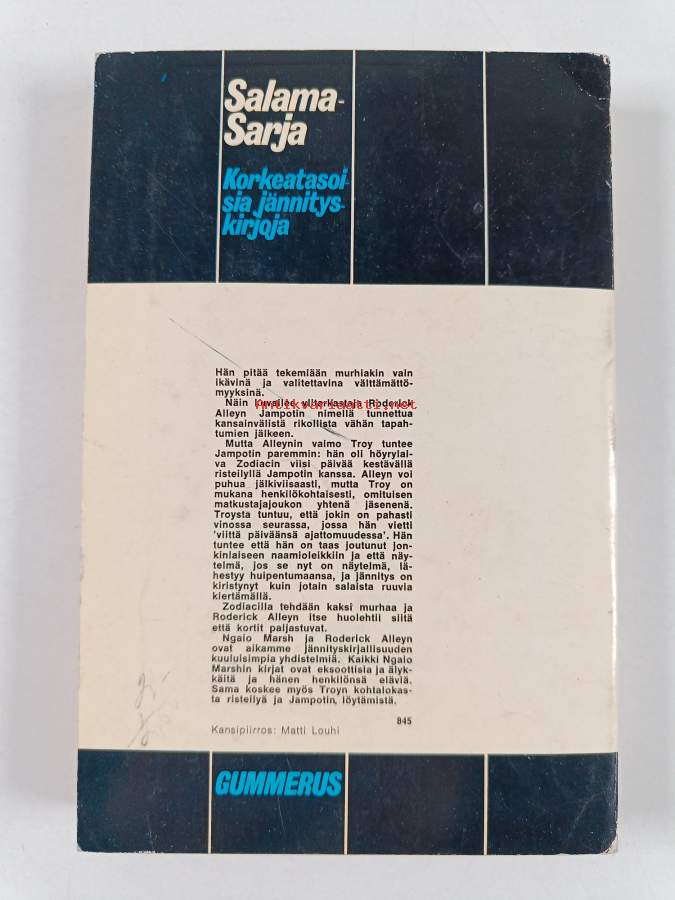 Salama-
Sarja
Korkeatasoi-
sia jännitys-
kirjoja
Hän pitää tekemiään murhiakin vain
ikävinä ja valitettavina välttämättö-
myyksinä.
Näin kuvailee ylitarkastaja Roderick
antikvariaatti.net
Alleyn Jampotin nimellä tunnettua
kansainvälistä rikollista vähän tapah-
tumien jälkeen.
Mutta Alleynin vaimo Troy tuntee
Jampotin paremmin: hän oli höyrylai-
va Zodiacin viisi päivää kestävällä
risteilyllä Jampotin kanssa. Alleyn voi
puhua jälkiviisaasti, mutta Troy on
mukana henkilökohtaisesti, omituisen
matkustajajoukon yhtenä jäsenenä.
Troysta tuntuu, että jokin on pahasti
vinossa seurassa, jossa hän vietti
'viittä päiväänsä ajattomuudessa'. Hän
tuntee että hän on taas joutunut jon-
kinlaiseen naamioleikkiin ja että näy-
telmä, jos se nyt on näytelmä, lä-
hestyy huipentumaansa, ja jännitys on
kiristynyt kuin jotain salaista ruuvia
kiertämällä.
Zodiacilla tehdään kaksi murhaa ja
Roderick Alleyn itse huolehtii siitä
että kortit paljastuvat.
Ngaio Marsh ja Roderick Alleyn
ovat aikamme jännityskirjallisuuden
kuuluisimpia yhdistelmiä. Kaikki Ngaio
Marshin kirjat ovat eksoottisia ja älyk-
käitä ja hänen henkilönsä eläviä.
Sama koskee myös Troyn kohtalokas-
ta risteilyä ja Jampotin, löytämistä.
845
Kansipiirros: Matti Louhi
GUMMERUS